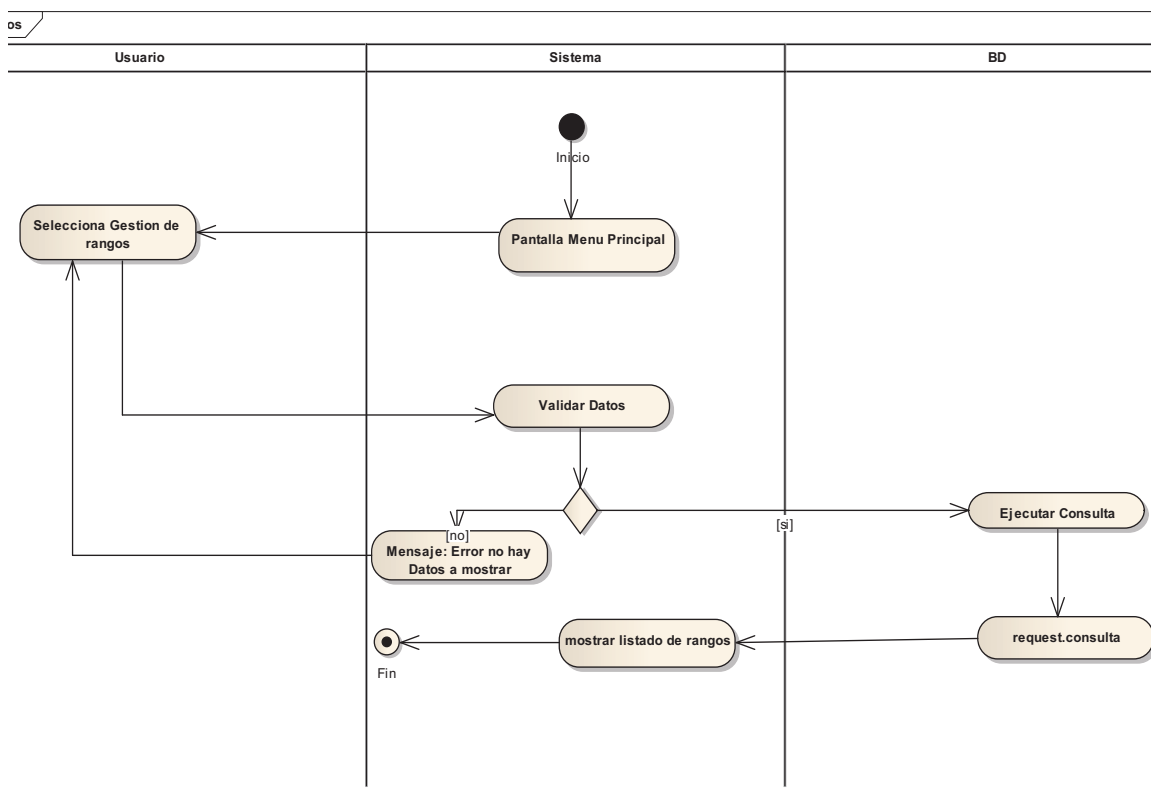 os
Usuario
Sistema
BD
Inicio
Selecciona Gestion de
rangos
Pantalla Menu Principal
Validar Datos
[no]
[si]
Mensaje: Error no hay
Datos a mostrar
Ejecutar Consulta
mostrar listado de rangos
request.consulta
Fin